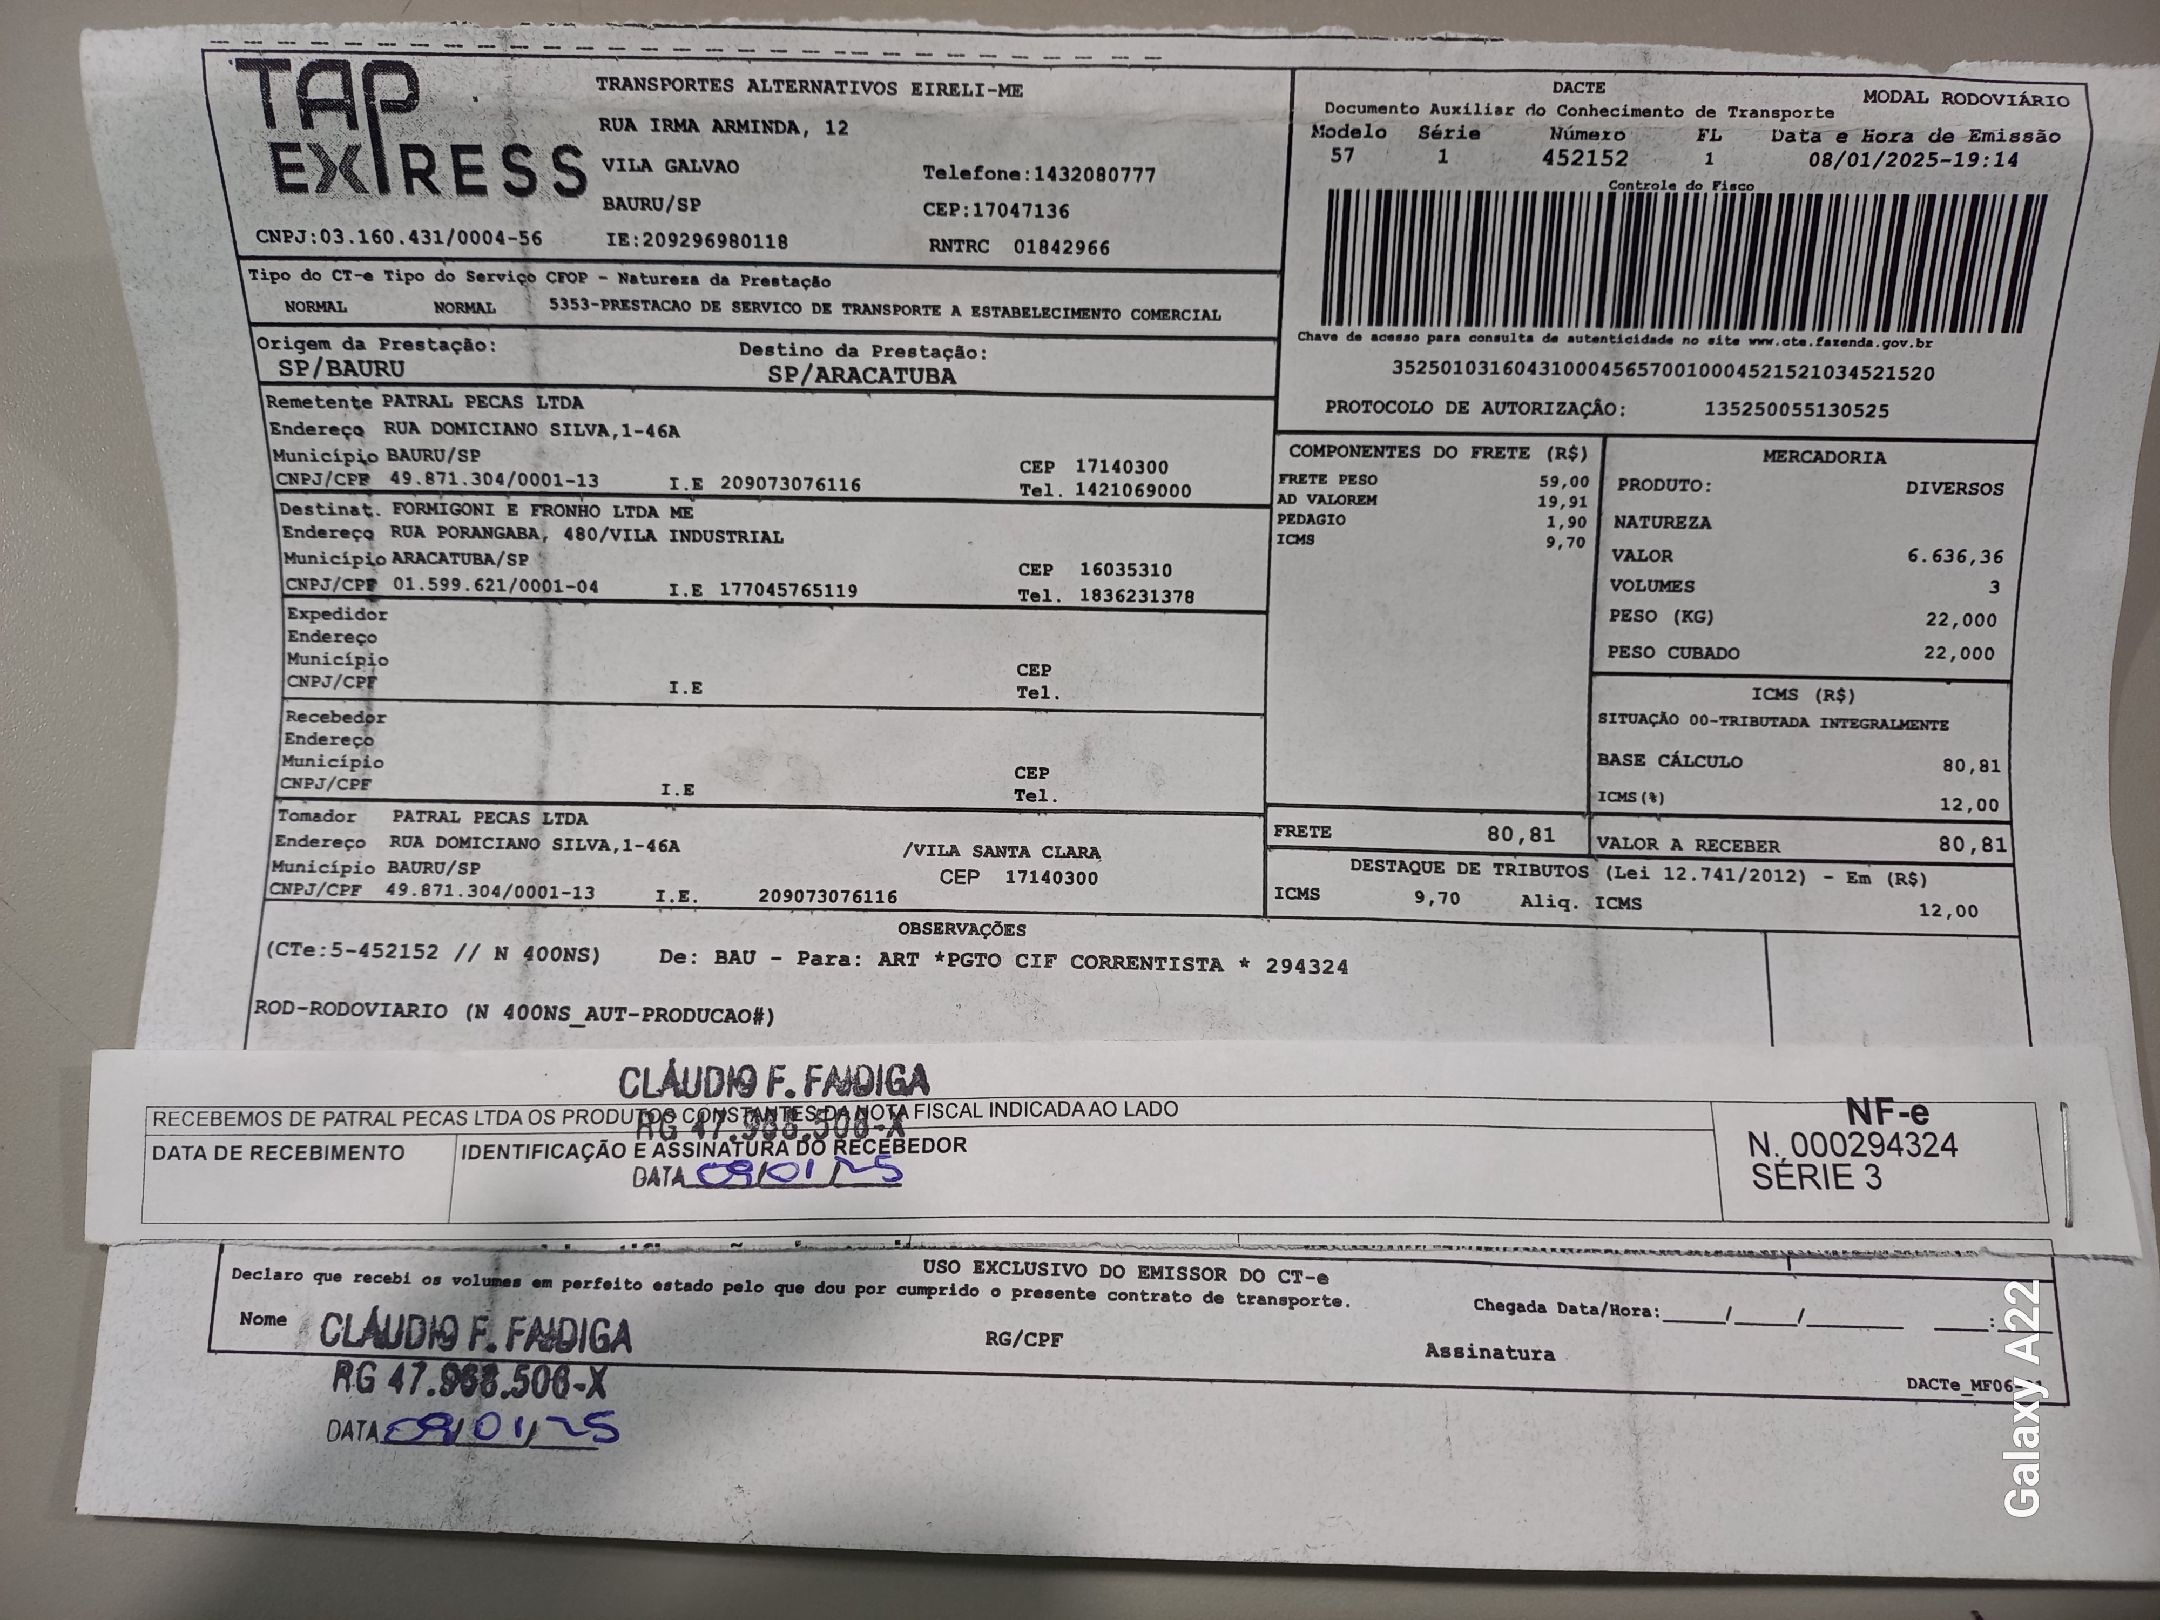 TAP EXPRESS
TRANSPORTES ALTERNATIVOS EIRELI-ME
RUA IRMA ARMINDA, 12
VILA GALVAO Telefone:1432080777
BAURU/SP CEP:17047136
CNPJ:03.160.431/0004-56 IE:209296980118 RNTRC 01842966
DACTE
Documento Auxiliar do Conhecimento de Transporte MODAL RODOVIÁRIO
Modelo Série Número FL Data e Hora de Emissão
57 1 452152 1 08/01/2025-19:14
Controle do Fisco
Chave de acesso para consulta de autenticidade no site www.cte.fazenda.gov.br
35250103160431000456570010004521521034521520
PROTOCOLO DE AUTORIZAÇÃO: 135250055130525
Tipo do CT-e Tipo do Serviço CFOP - Natureza da Prestação
NORMAL NORMAL 5353-PRESTACAO DE SERVICO DE TRANSPORTE A ESTABELECIMENTO COMERCIAL
Origem da Prestação: Destino da Prestação:
SP/BAURU SP/ARACATUBA
Remetente PATRAL PECAS LTDA
Endereço RUA DOMICIANO SILVA,1-46A
Município BAURU/SP CEP 17140300
CNPJ/CPF 49.871.304/0001-13 I.E 209073076116 Tel. 1421069000
Destinat. FORMIGONI E FRONHO LTDA ME
Endereço RUA PORANGABA, 480/VILA INDUSTRIAL
Município ARACATUBA/SP CEP 16035310
CNPJ/CPF 01.599.621/0001-04 I.E 177045765119 Tel. 1836231378
Expedidor
Endereço
Município CEP
CNPJ/CPF I.E Tel.
Recebedor
Endereço
Município CEP
CNPJ/CPF I.E Tel.
Tomador PATRAL PECAS LTDA
Endereço RUA DOMICIANO SILVA,1-46A /VILA SANTA CLARA
Município BAURU/SP CEP 17140300
CNPJ/CPF 49.871.304/0001-13 I.E. 209073076116
COMPONENTES DO FRETE (R$)
FRETE PESO 59,00
AD VALOREM 19,91
PEDAGIO 1,90
ICMS 9,70
MERCADORIA
PRODUTO: DIVERSOS
NATUREZA
VALOR 6.636,36
VOLUMES 3
PESO (KG) 22,000
PESO CUBADO 22,000
ICMS (R$)
SITUAÇÃO 00-TRIBUTADA INTEGRALMENTE
BASE CÁLCULO 80,81
ICMS(%) 12,00
FRETE 80,81 VALOR A RECEBER 80,81
DESTAQUE DE TRIBUTOS (Lei 12.741/2012) - Em (R$)
ICMS 9,70 Aliq. ICMS 12,00
OBSERVAÇÕES
(CTe:5-452152 // N 400NS) De: BAU - Para: ART *PGTO CIF CORRENTISTA * 294324
ROD-RODOVIARIO (N 400NS_AUT-PRODUCAO#)
CLÁUDIO F. FAIDIGA
RECEBEMOS DE PATRAL PECAS LTDA OS PRODUTOS CONSTANTES DA NOTA FISCAL INDICADA AO LADO
RG 47.968.506-X
DATA DE RECEBIMENTO IDENTIFICAÇÃO E ASSINATURA DO RECEBEDOR
DATA 09/01/25
NF-e
N. 000294324
SÉRIE 3
USO EXCLUSIVO DO EMISSOR DO CT-e
Declaro que recebi os volumes em perfeito estado pelo que dou por cumprido o presente contrato de transporte. Chegada Data/Hora:____/____/______ ____:____
Nome CLÁUDIO F. FAIDIGA RG/CPF Assinatura
RG 47.968.506-X
DATA 09/01/25
DACTe_MF06
Galaxy A22